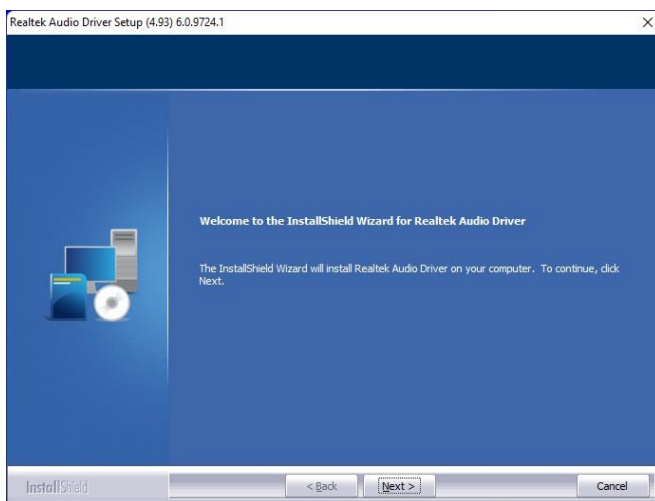 Realtek Audio Driver Setup (4.93) 6.0.9724.1
Welcome to the InstallShield Wizard for Realtek Audio Driver
The InstallShield Wizard will install Realtek Audio Driver on your computer. To continue, click
Next.
InstallShield
< Back
Next >
Cancel